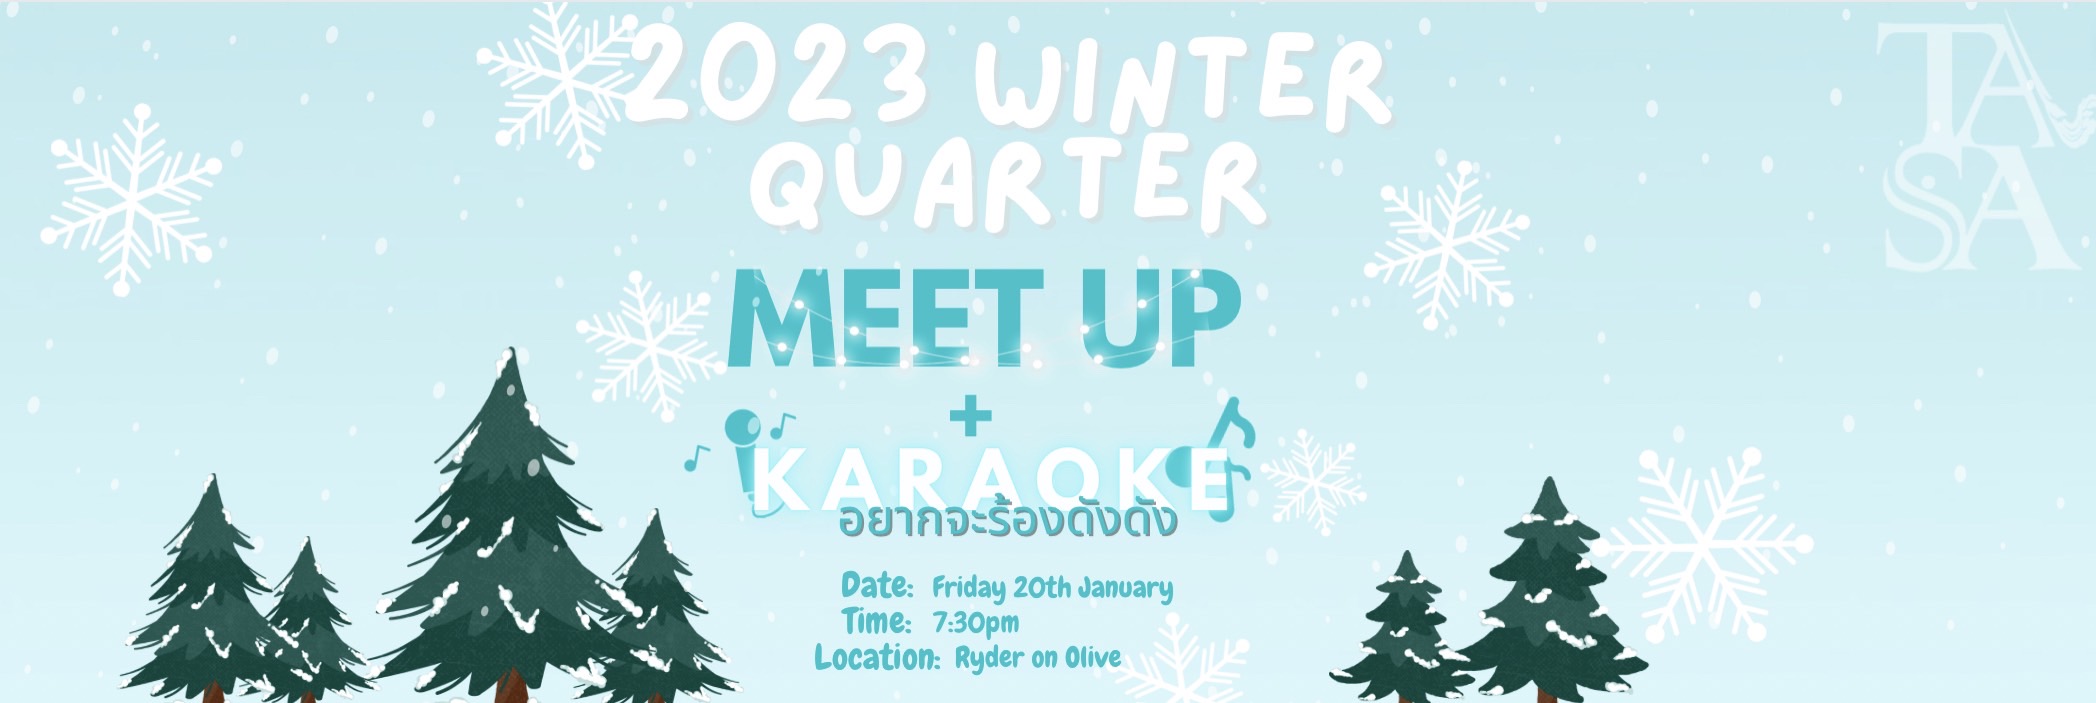 2023 WINTER
QUARTER
MEET UP
+
KARAOKE
อยากจะร้องดังดัง
Date: Friday 20th January
Time: 7:30pm
Location: Ryder on Olive
TA
SA